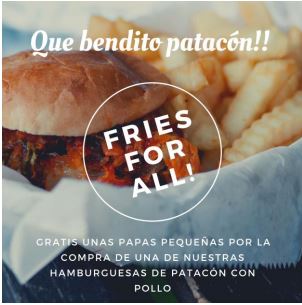 Que bendito patacón!!
FRIES
FOR
ALL!
GRATIS UNAS PAPAS PEQUEÑAS POR LA
COMPRA DE UNA DE NUESTRAS
HAMBURGUESAS DE PATACÓN CON
POLLO